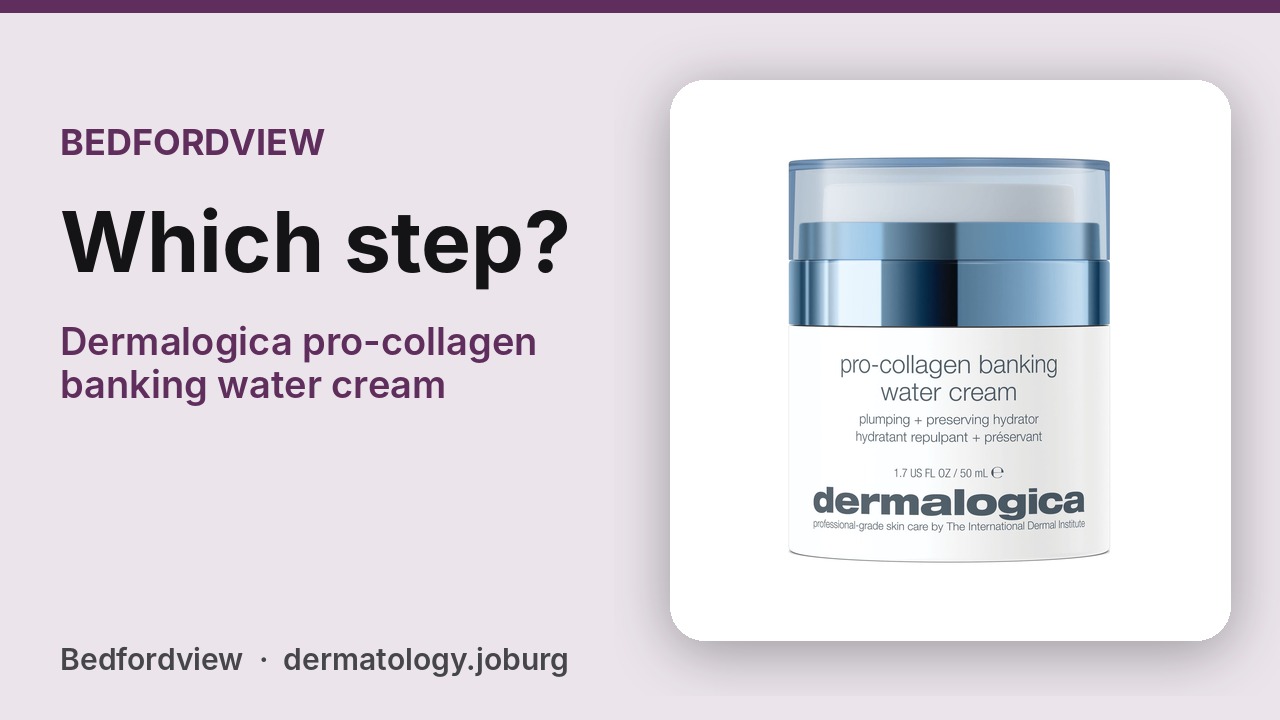 BEDFORDVIEW
Which step?
Dermalogica pro-collagen
banking water cream
Bedfordview · dermatology.joburg
pro-collagen banking
water cream
plumping + preserving hydrator
hydratant repulpant + préservant
1.7 US FL OZ / 50 mL ℮
dermalogica
professional-grade skin care by The International Dermal Institute